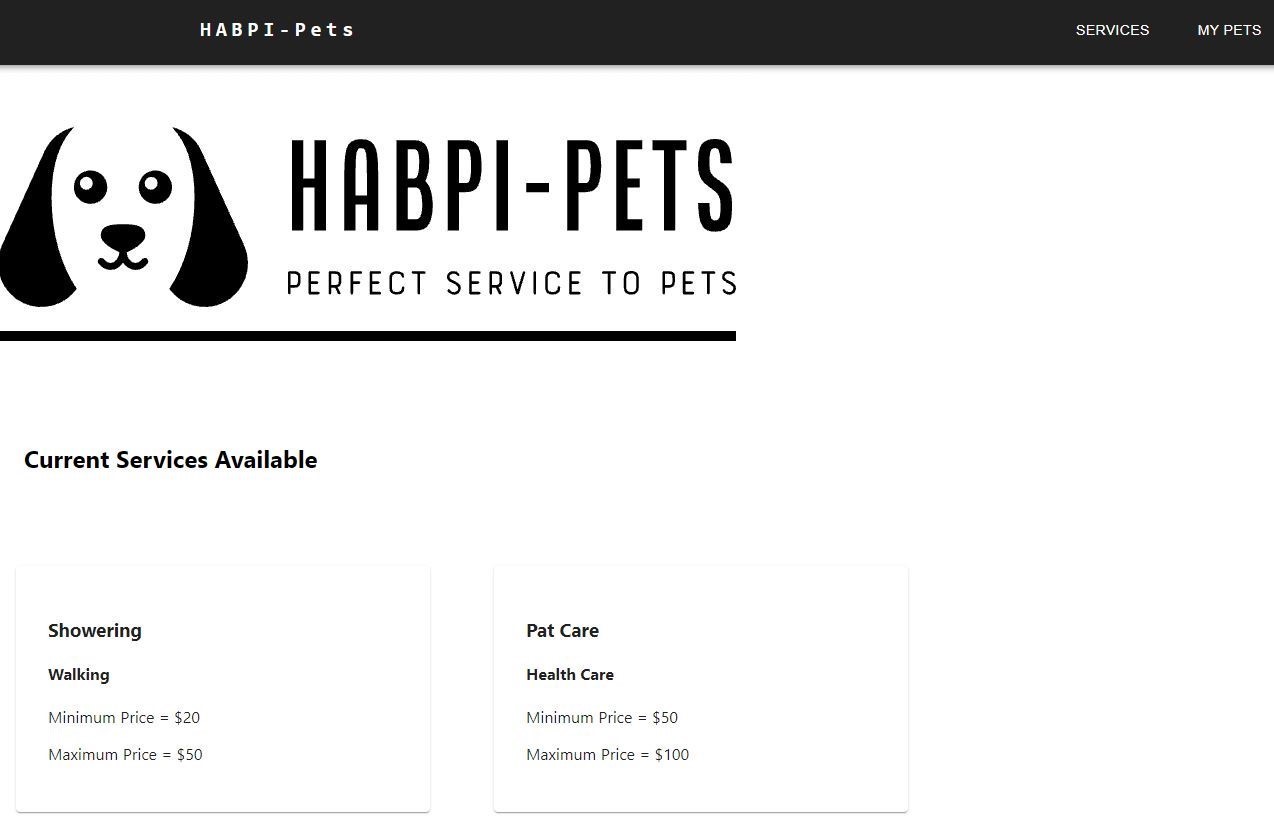 HABPI-Pets
SERVICES
MY PETS
HABPI-PETS
PERFECT SERVICE TO PETS
Current Services Available
Showering
Walking
Minimum Price = $20
Maximum Price = $50
Pat Care
Health Care
Minimum Price = $50
Maximum Price = $100